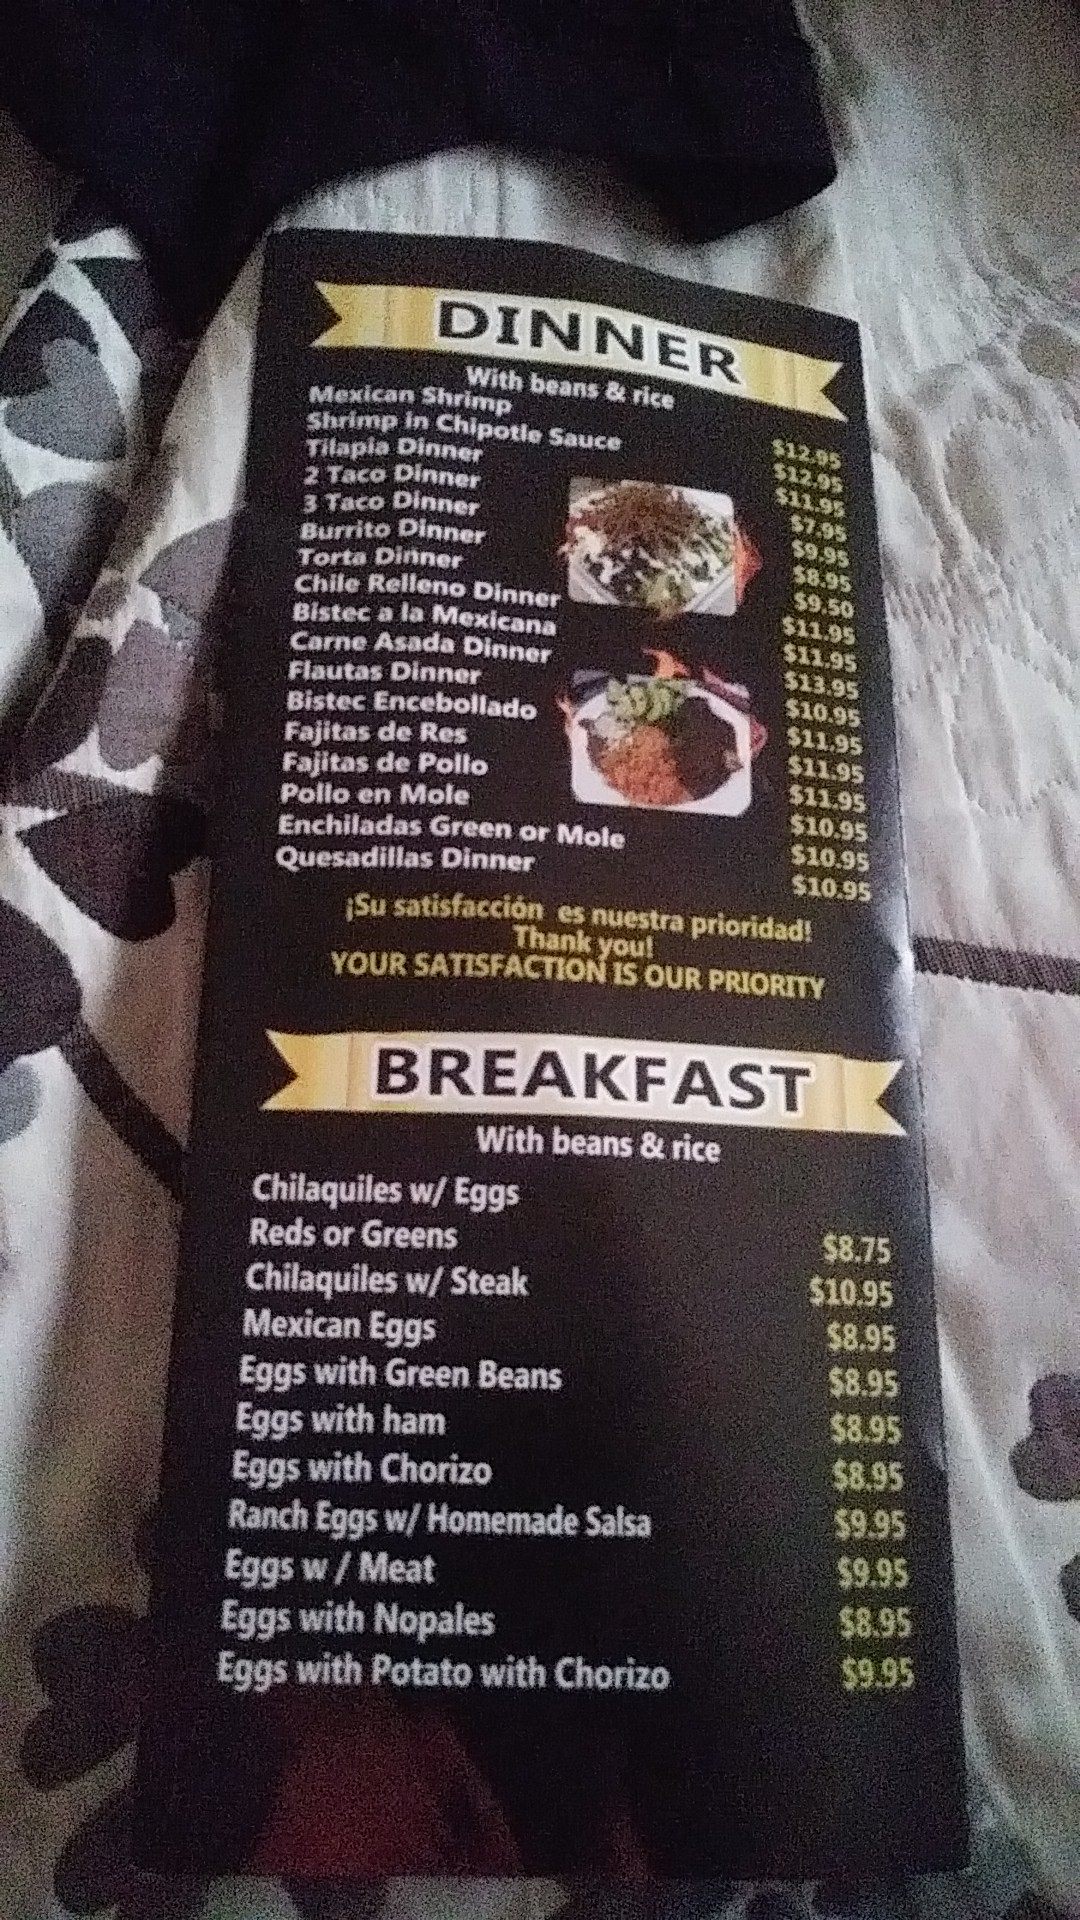 DINNER
With beans & rice
Mexican Shrimp $12.95
Shrimp in Chipotle Sauce $12.95
Tilapia Dinner $11.95
2 Taco Dinner $7.95
3 Taco Dinner $9.95
Burrito Dinner $8.95
Torta Dinner $9.50
Chile Relleno Dinner $11.95
Bistec a la Mexicana $11.95
Carne Asada Dinner $13.95
Flautas Dinner $10.95
Bistec Encebollado $11.95
Fajitas de Res $11.95
Fajitas de Pollo $11.95
Pollo en Mole $10.95
Enchiladas Green or Mole $10.95
Quesadillas Dinner $10.95
¡Su satisfacción es nuestra prioridad!
Thank you!
YOUR SATISFACTION IS OUR PRIORITY
BREAKFAST
With beans & rice
Chilaquiles w/ Eggs
Reds or Greens $8.75
Chilaquiles w/ Steak $10.95
Mexican Eggs $8.95
Eggs with Green Beans $8.95
Eggs with ham $8.95
Eggs with Chorizo $8.95
Ranch Eggs w/ Homemade Salsa $9.95
Eggs w / Meat $9.95
Eggs with Nopales $8.95
Eggs with Potato with Chorizo $9.95